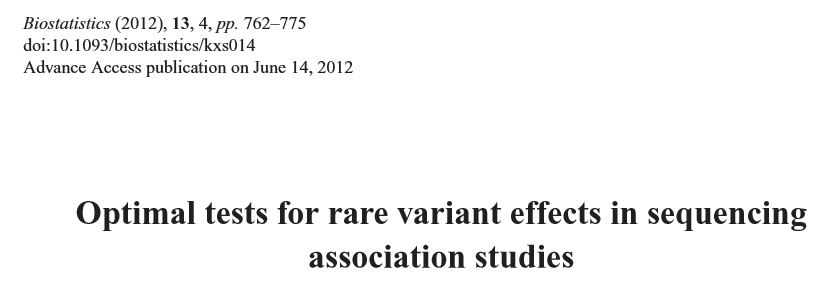 Biostatistics (2012), 13, 4, pp. 762–775
doi:10.1093/biostatistics/kxs014
Advance Access publication on June 14, 2012
Optimal tests for rare variant effects in sequencing
association studies